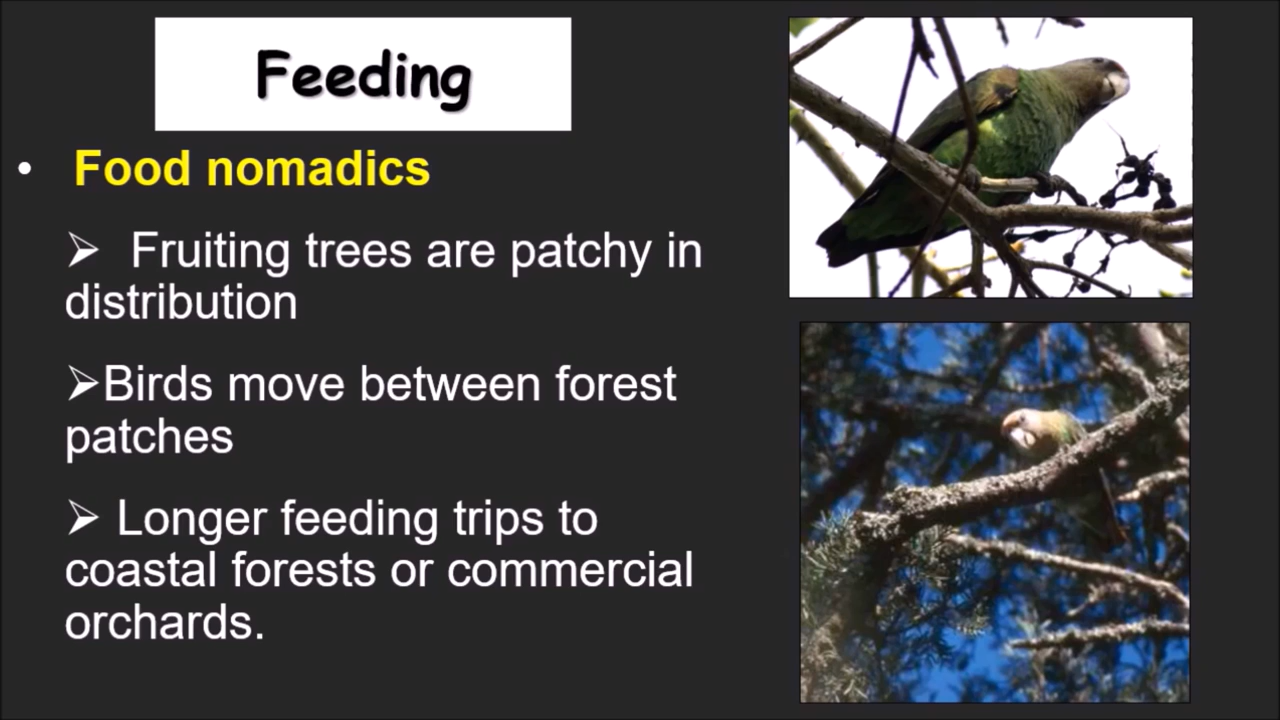 Feeding
• Food nomadics
➢ Fruiting trees are patchy in
distribution
➢Birds move between forest
patches
➢ Longer feeding trips to
coastal forests or commercial
orchards.